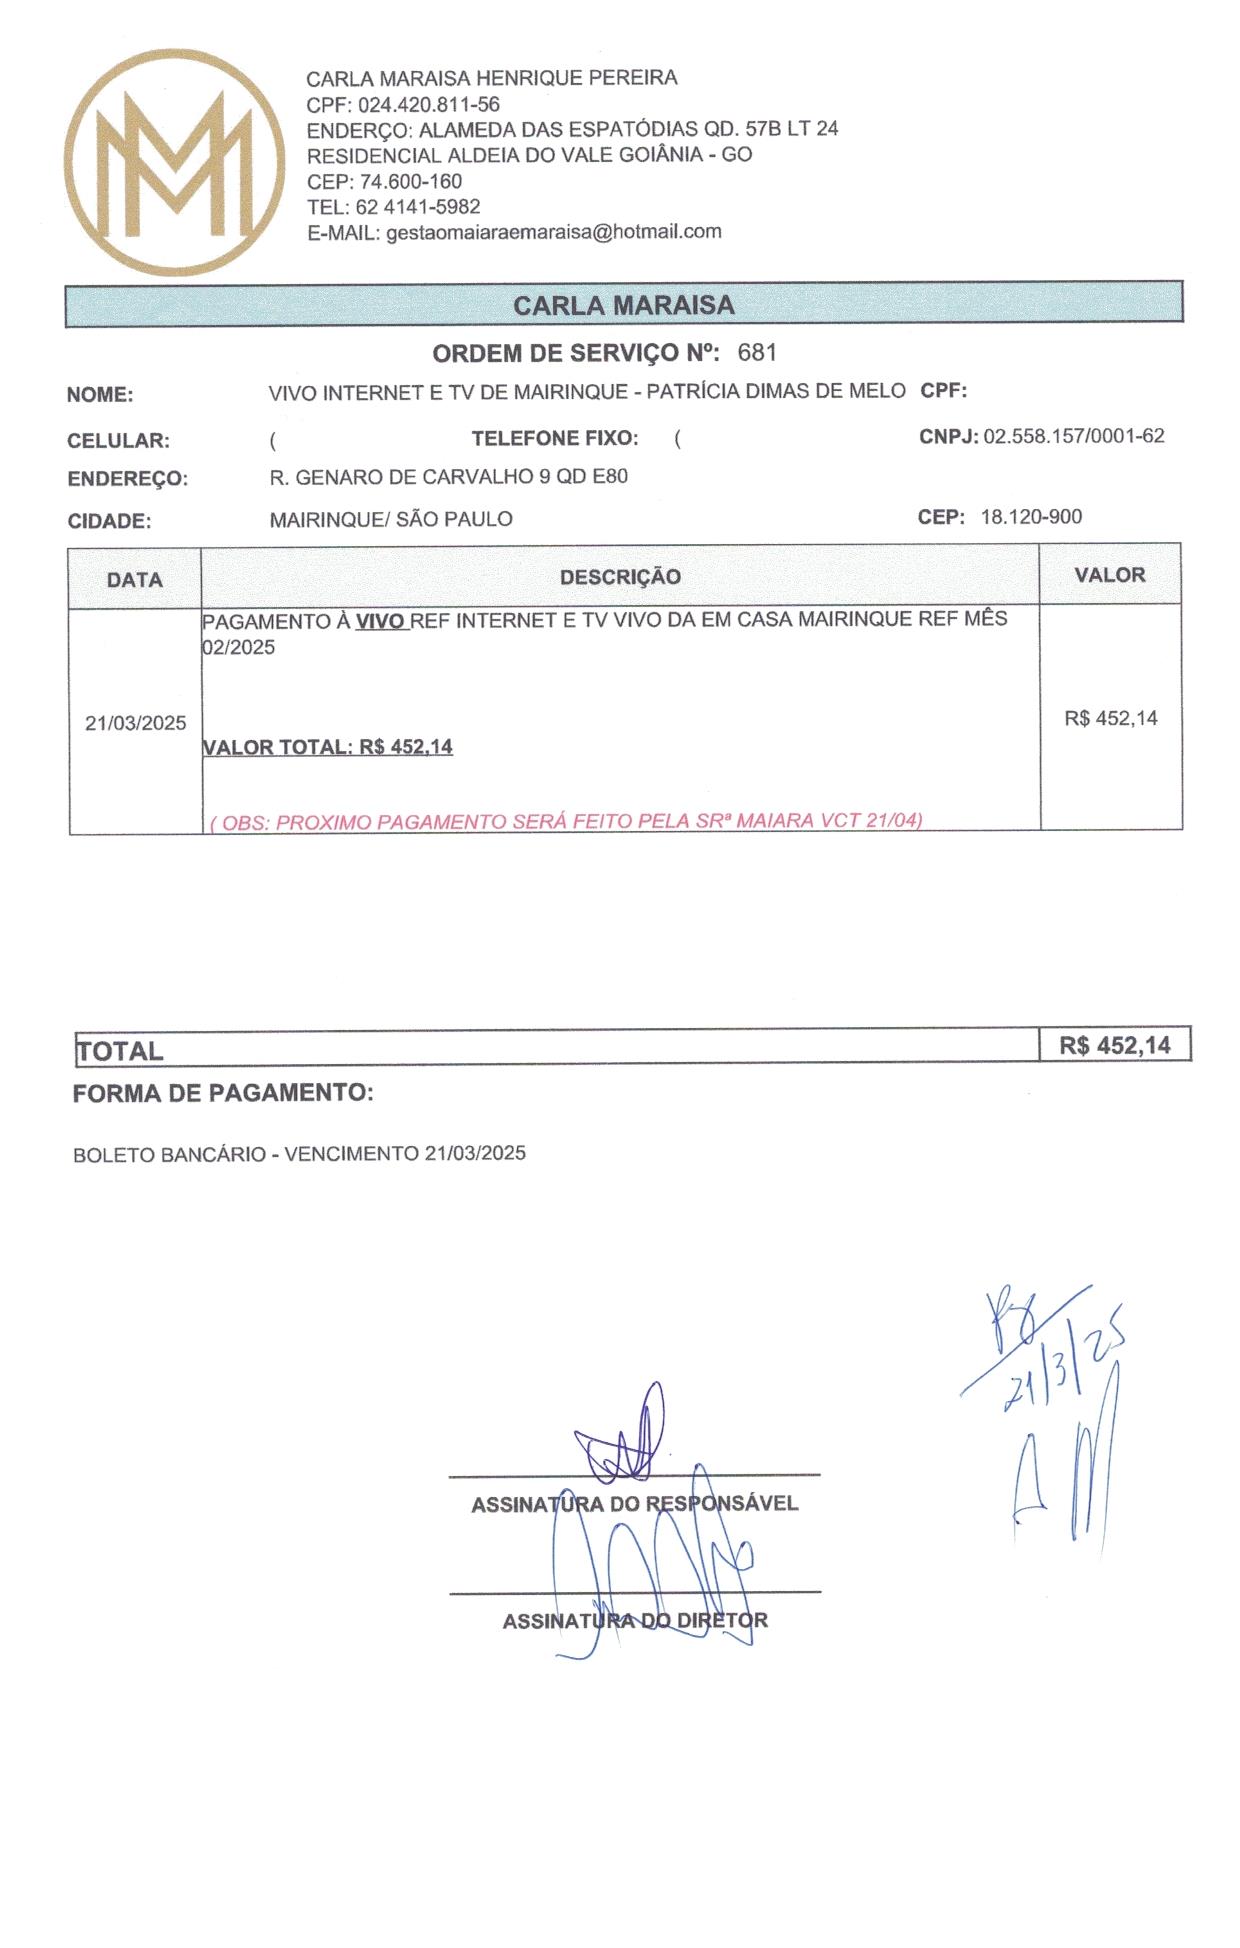 CARLA MARAISA HENRIQUE PEREIRA
CPF: 024.420.811-56
ENDERÇO: ALAMEDA DAS ESPATÓDIAS QD. 57B LT 24
RESIDENCIAL ALDEIA DO VALE GOIÂNIA - GO
CEP: 74.600-160
TEL: 62 4141-5982
E-MAIL: gestaomaiaraemaraisa@hotmail.com
CARLA MARAISA
ORDEM DE SERVIÇO Nº: 681
NOME: VIVO INTERNET E TV DE MAIRINQUE - PATRÍCIA DIMAS DE MELO CPF:
CELULAR: ( TELEFONE FIXO: ( CNPJ: 02.558.157/0001-62
ENDEREÇO: R. GENARO DE CARVALHO 9 QD E80
CIDADE: MAIRINQUE/ SÃO PAULO CEP: 18.120-900
DATA DESCRIÇÃO VALOR
PAGAMENTO À VIVO REF INTERNET E TV VIVO DA EM CASA MAIRINQUE REF MÊS
02/2025
21/03/2025 R$ 452,14
VALOR TOTAL: R$ 452,14
( OBS: PROXIMO PAGAMENTO SERÁ FEITO PELA SRª MAIARA VCT 21/04)
TOTAL R$ 452,14
FORMA DE PAGAMENTO:
BOLETO BANCÁRIO - VENCIMENTO 21/03/2025
21/3/25
ASSINATURA DO RESPONSÁVEL
ASSINATURA DO DIRETOR